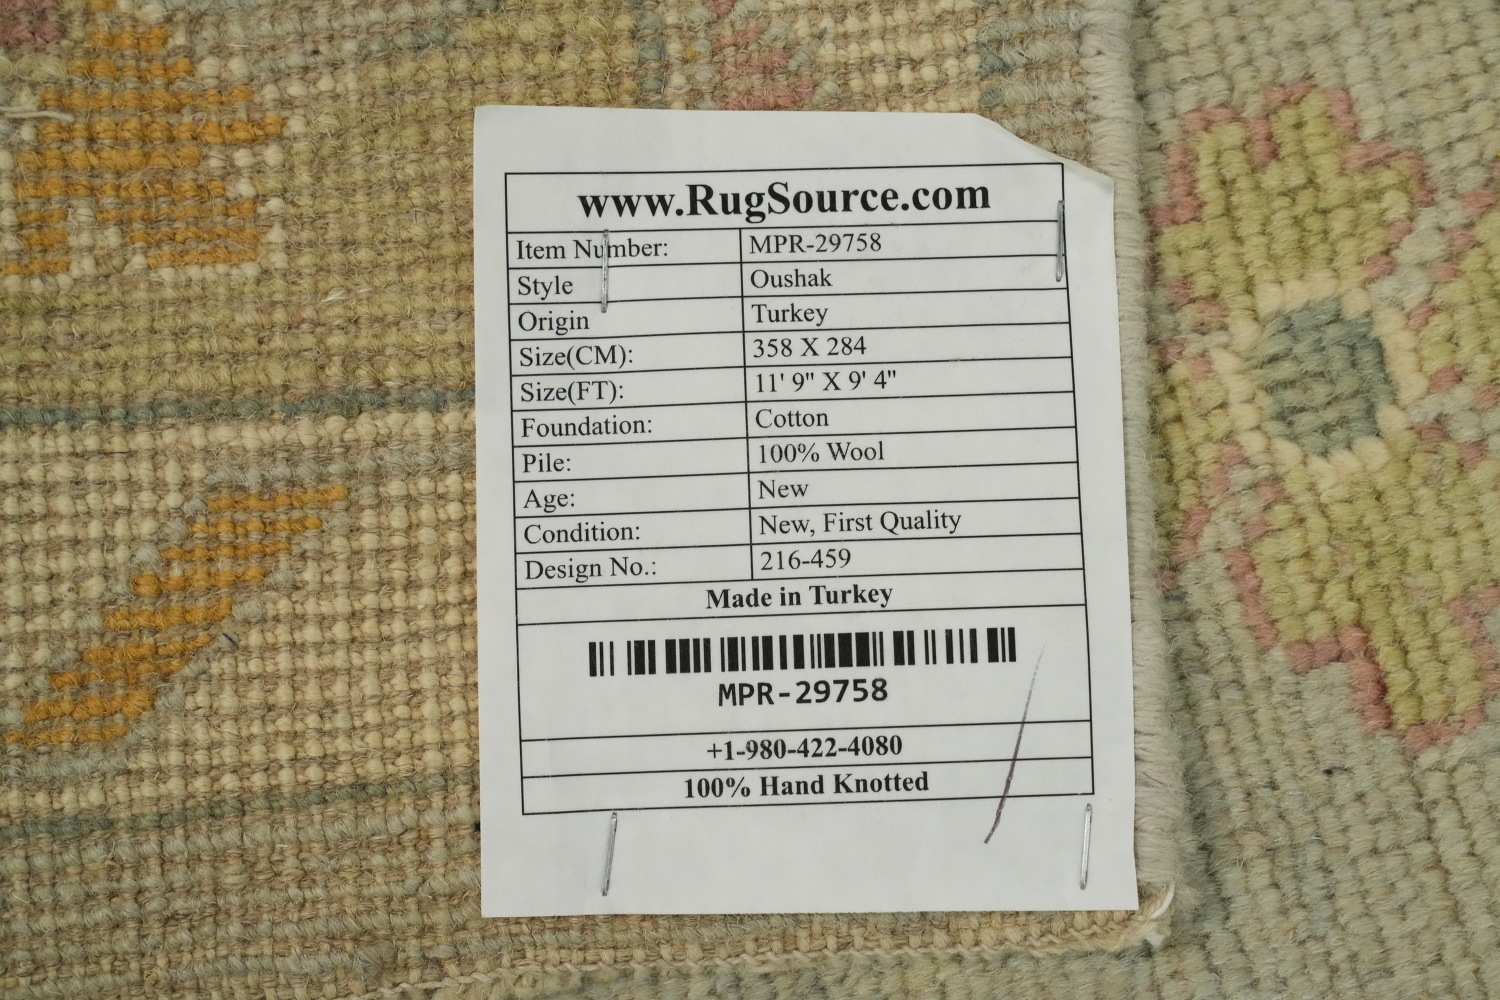 www.RugSource.com
Item Number: MPR-29758
Style Oushak
Origin Turkey
Size(CM): 358 X 284
Size(FT): 11' 9" X 9' 4"
Foundation: Cotton
Pile: 100% Wool
Age: New
Condition: New, First Quality
Design No.: 216-459
Made in Turkey
MPR-29758
+1-980-422-4080
100% Hand Knotted